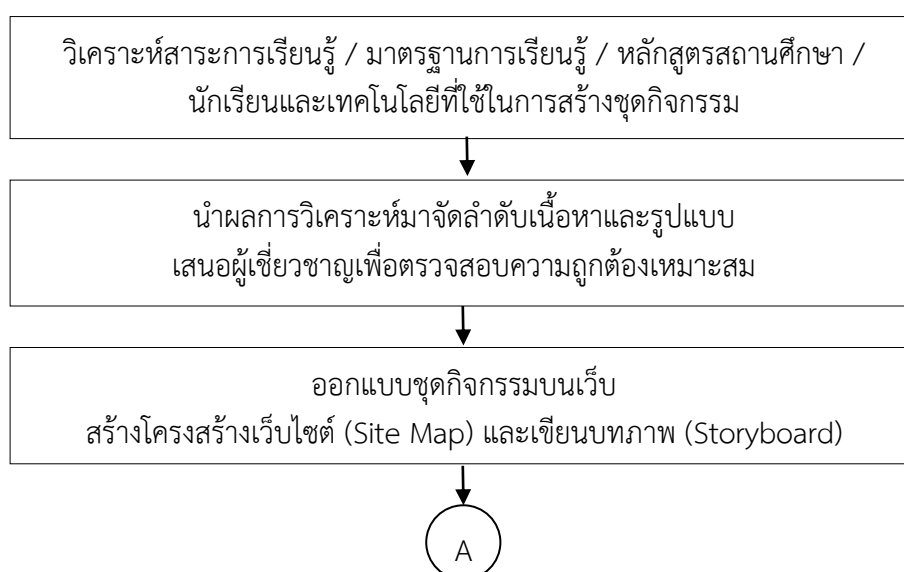 วิเคราะห์สาระการเรียนรู้ / มาตรฐานการเรียนรู้ / หลักสูตรสถานศึกษา /
นักเรียนและเทคโนโลยีที่ใช้ในการสร้างชุดกิจกรรม
นำผลการวิเคราะห์มาจัดลำดับเนื้อหาและรูปแบบ
เสนอผู้เชี่ยวชาญเพื่อตรวจสอบความถูกต้องเหมาะสม
ออกแบบชุดกิจกรรมบนเว็บ
สร้างโครงสร้างเว็บไซต์ (Site Map) และเขียนบทภาพ (Storyboard)
A